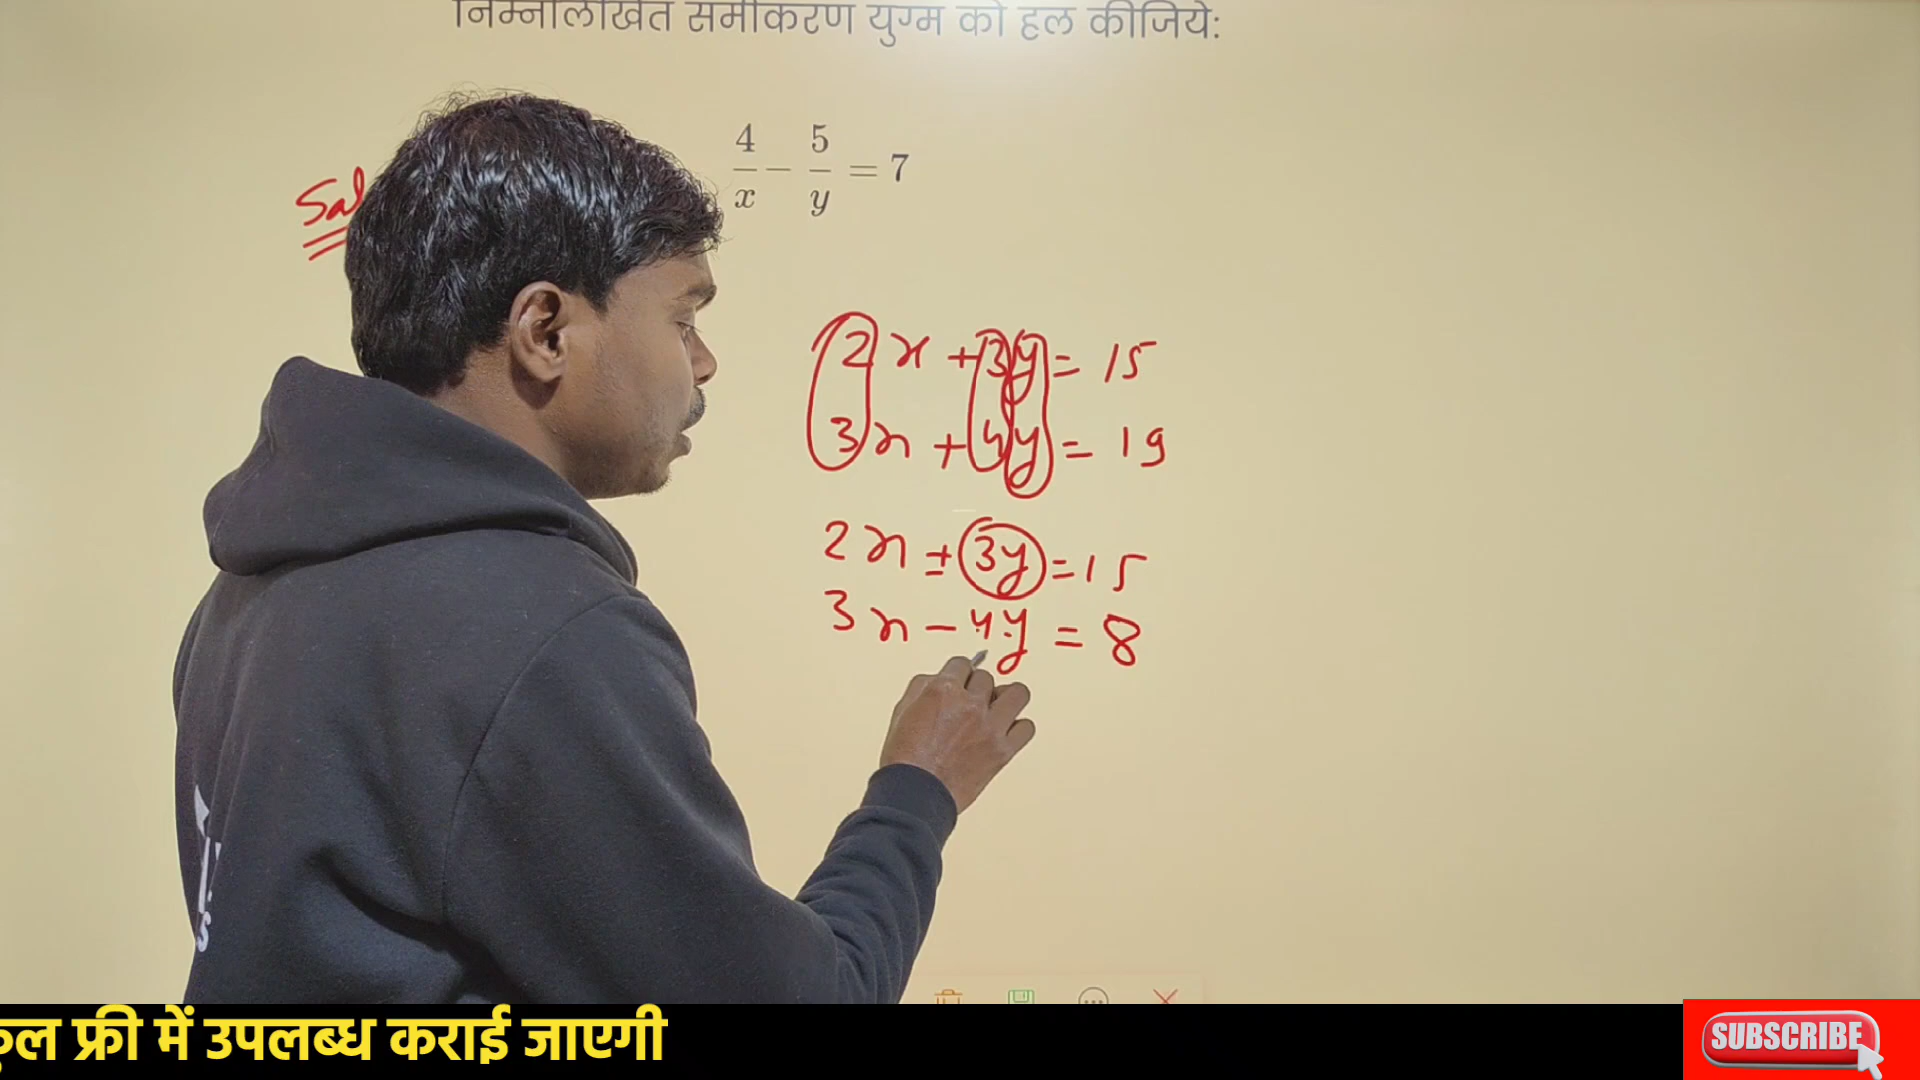 निम्नलिखित समीकरण युग्म को हल कीजिये:
4/x − 5/y = 7
Sol
2x + 3y = 15
3x + 4y = 19
2x ± 3y = 15
3x − 4y = 8
फ्री में उपलब्ध कराई जाएगी
SUBSCRIBE